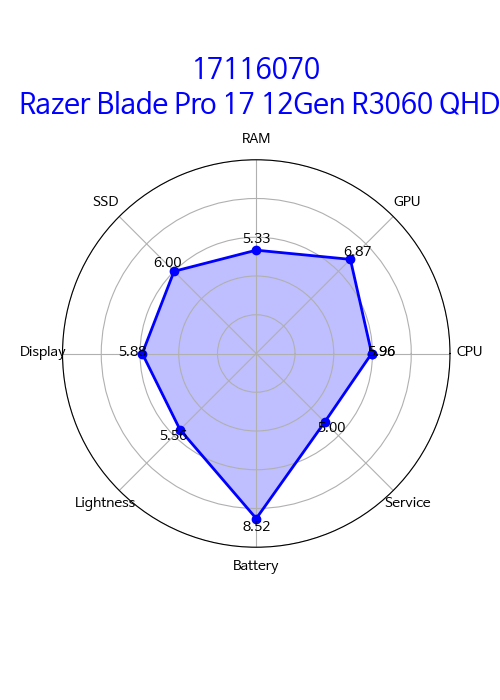 17116070
Razer Blade Pro 17 12Gen R3060 QHD
RAM
SSD
GPU
5.33
6.00
6.87
Display
5.88
5.96
CPU
5.56
5.00
Lightness
Service
8.52
Battery